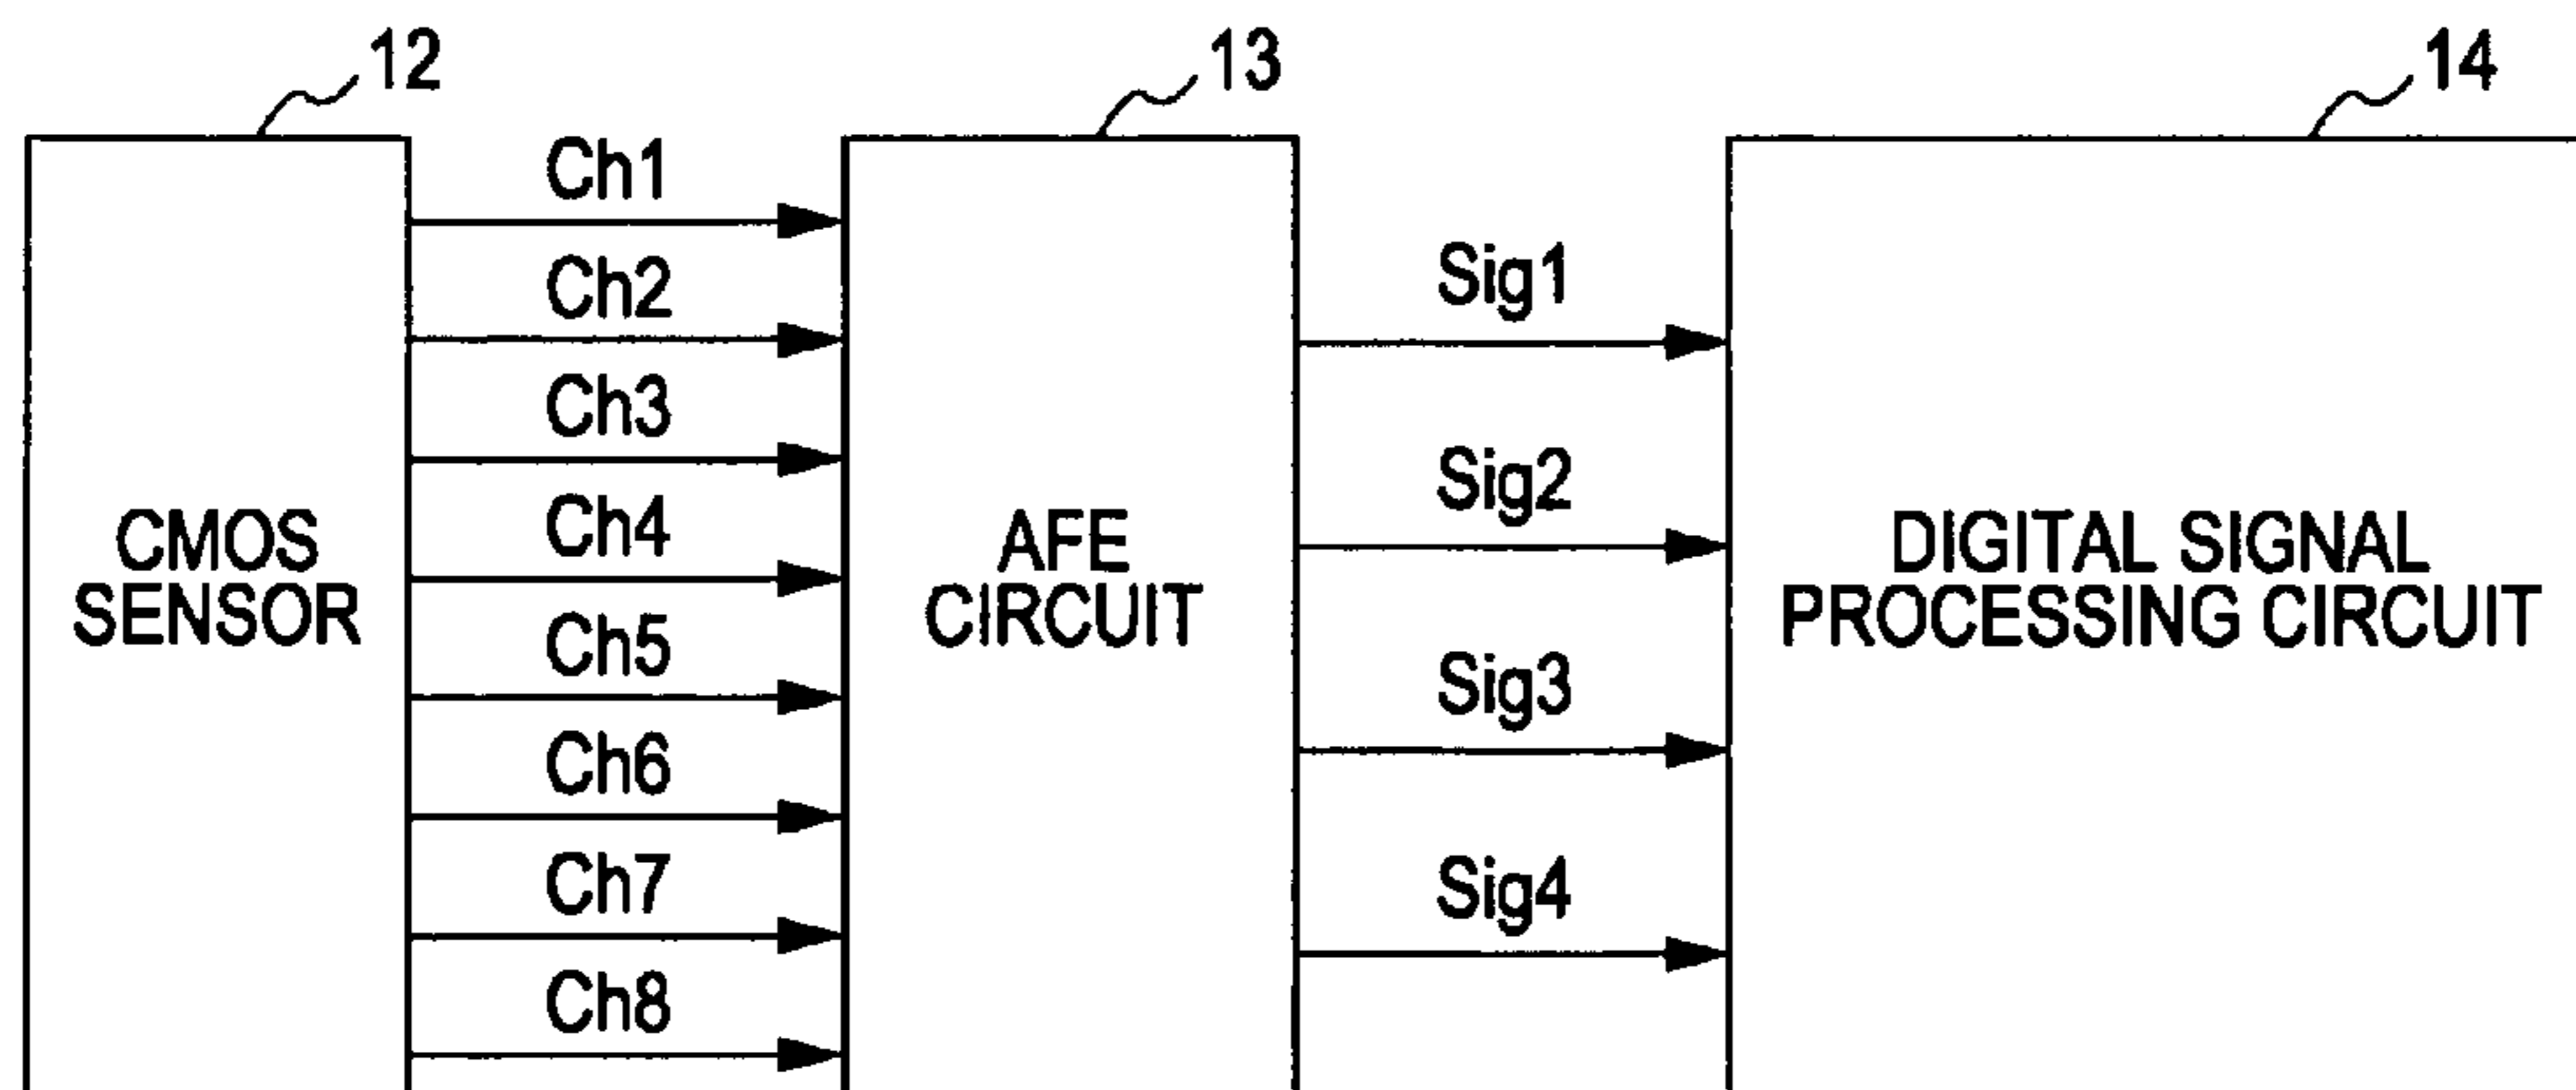 12
13
14
Ch1
Ch2
Ch3
Ch4
Ch5
Ch6
Ch7
Ch8
CMOS
SENSOR
AFE
CIRCUIT
Sig1
Sig2
Sig3
Sig4
DIGITAL SIGNAL
PROCESSING CIRCUIT